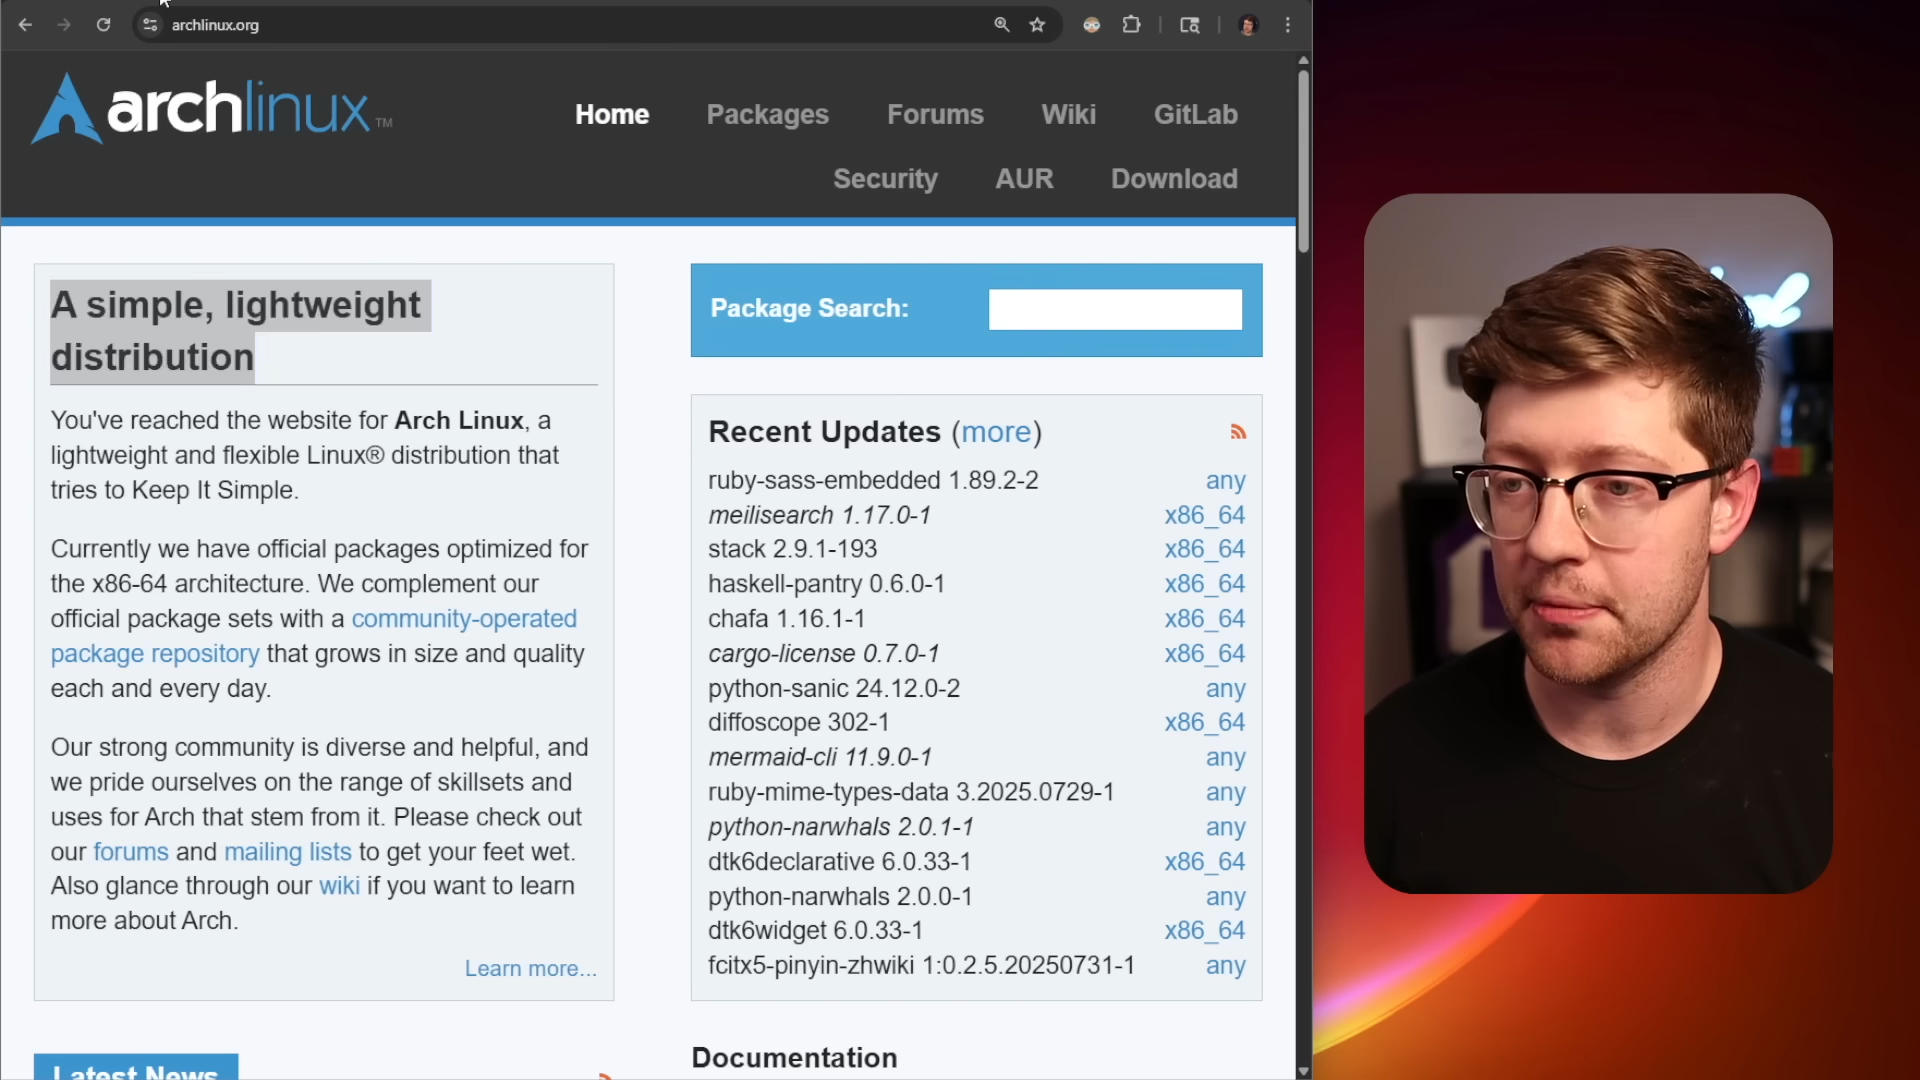 archlinux.org
archlinux™
Home Packages Forums Wiki GitLab
Security AUR Download
A simple, lightweight
distribution
You've reached the website for Arch Linux, a
lightweight and flexible Linux® distribution that
tries to Keep It Simple.
Currently we have official packages optimized for
the x86-64 architecture. We complement our
official package sets with a community-operated
package repository that grows in size and quality
each and every day.
Our strong community is diverse and helpful, and
we pride ourselves on the range of skillsets and
uses for Arch that stem from it. Please check out
our forums and mailing lists to get your feet wet.
Also glance through our wiki if you want to learn
more about Arch.
Learn more...
Latest News
Package Search:
Recent Updates (more)
ruby-sass-embedded 1.89.2-2 any
meilisearch 1.17.0-1 x86_64
stack 2.9.1-193 x86_64
haskell-pantry 0.6.0-1 x86_64
chafa 1.16.1-1 x86_64
cargo-license 0.7.0-1 x86_64
python-sanic 24.12.0-2 any
diffoscope 302-1 x86_64
mermaid-cli 11.9.0-1 any
ruby-mime-types-data 3.2025.0729-1 any
python-narwhals 2.0.1-1 any
dtk6declarative 6.0.33-1 x86_64
python-narwhals 2.0.0-1 any
dtk6widget 6.0.33-1 x86_64
fcitx5-pinyin-zhwiki 1:0.2.5.20250731-1 any
Documentation